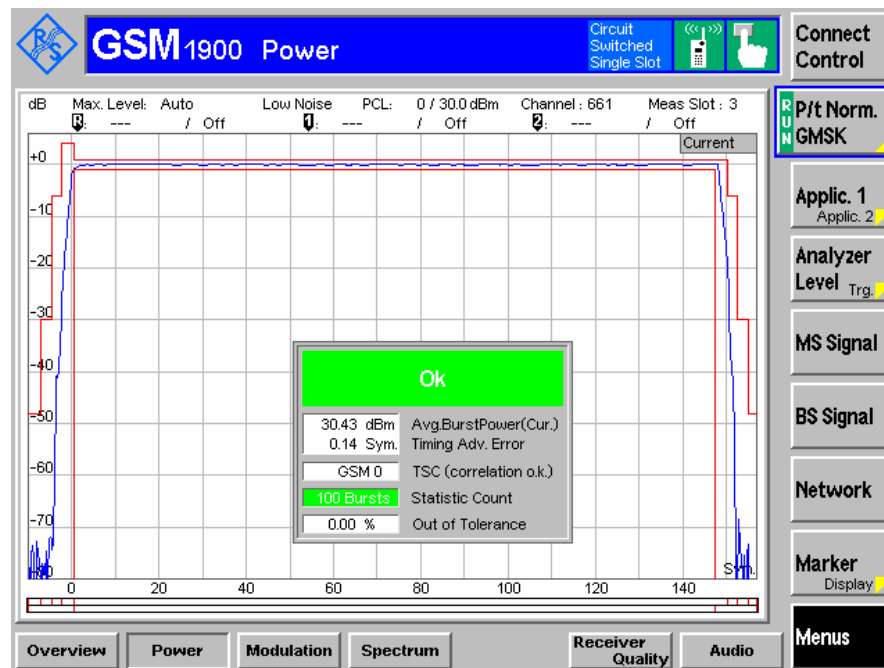 R&S
GSM 1900 Power
Circuit
Switched
Single Slot
Connect
Control
dB Max. Level: Auto Low Noise PCL: 0 / 30.0 dBm Channel : 661 Meas Slot : 3
R: --- / Off 1: --- / Off 2: --- / Off
Current
RUN
P/t Norm.
GMSK
Applic. 1
Applic. 2
Analyzer
Level Trg.
MS Signal
BS Signal
Network
Marker
Display
Menus
+0
-10
-20
-30
-40
-50
-60
-70
Ok
30.43 dBm Avg.BurstPower(Cur.)
0.14 Sym. Timing Adv. Error
GSM 0 TSC (correlation o.k.)
100 Bursts Statistic Count
0.00 % Out of Tolerance
Sym.
0 20 40 60 80 100 120 140
Overview Power Modulation Spectrum Receiver Quality Audio